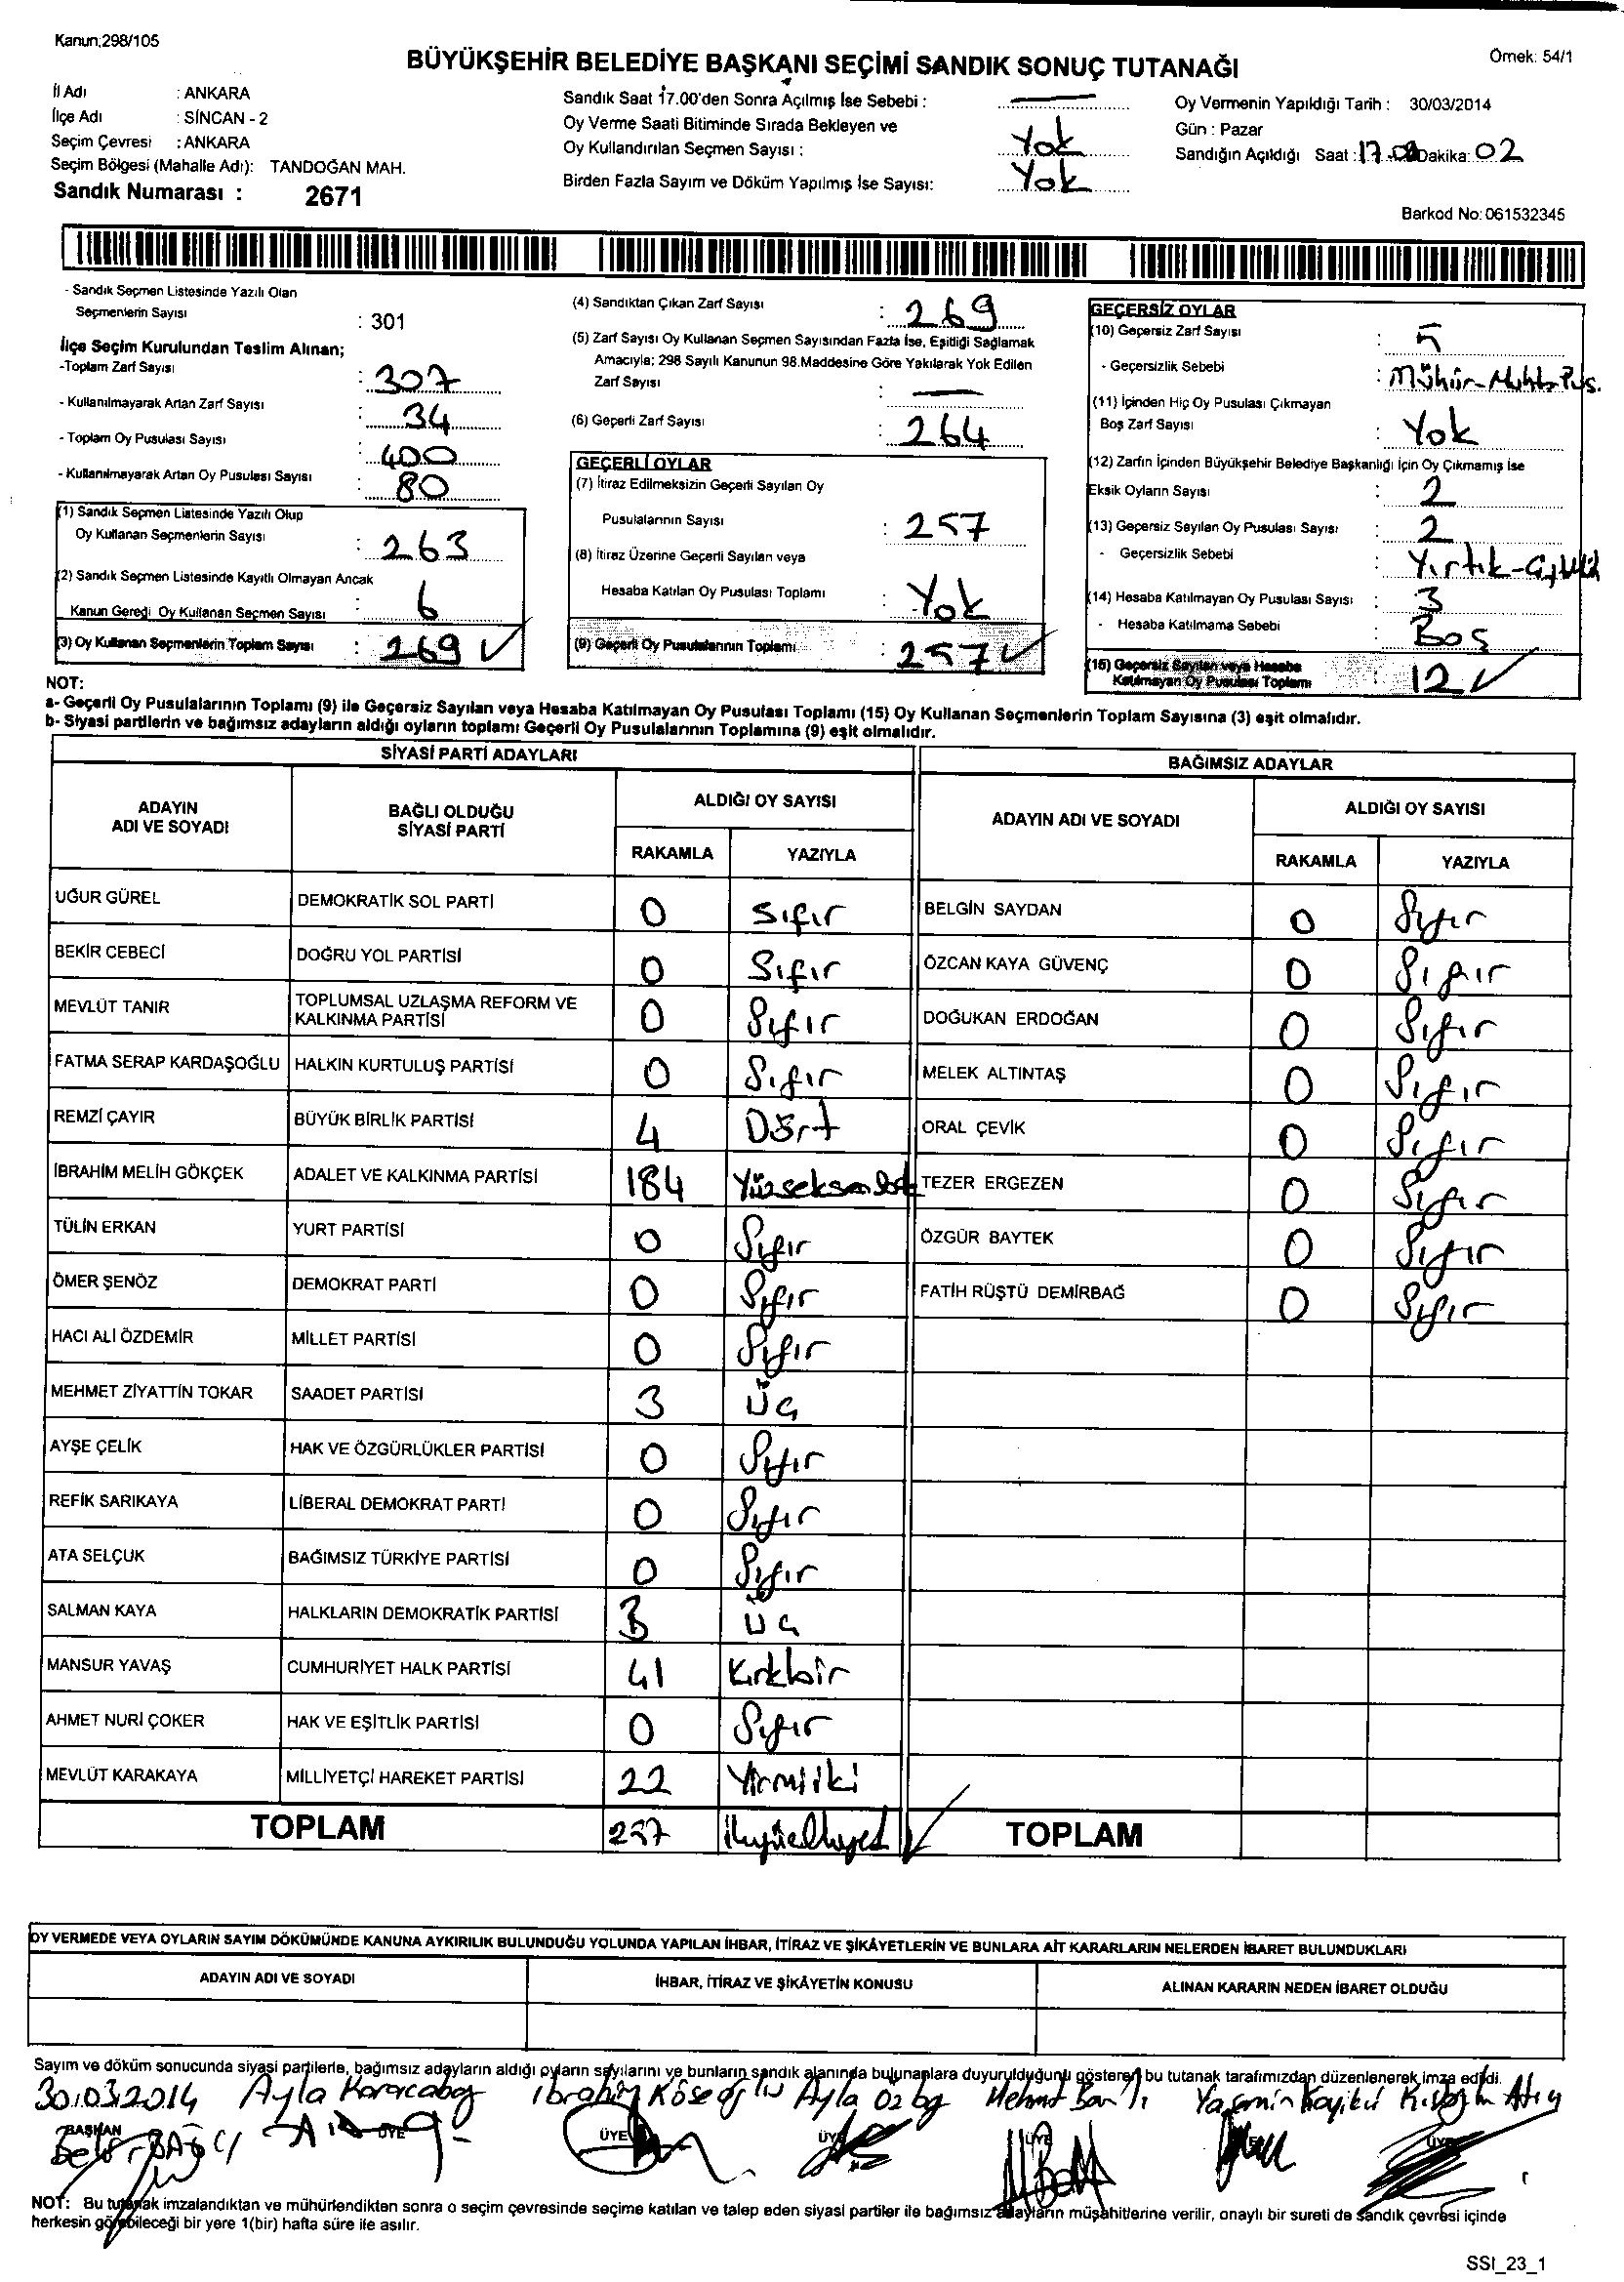 Kanun;298/105
BÜYÜKŞEHİR BELEDİYE BAŞKANI SEÇİMİ SANDIK SONUÇ TUTANAĞI
Örnek: 54/1
İl Adı : ANKARA
İlçe Adı : SİNCAN - 2
Seçim Çevresi : ANKARA
Seçim Bölgesi (Mahalle Adı): TANDOĞAN MAH.
Sandık Numarası : 2671
Sandık Saat 17.00'den Sonra Açılmış İse Sebebi :
Oy Verme Saati Bitiminde Sırada Bekleyen ve
Oy Kullandırılan Seçmen Sayısı : Yok
Birden Fazla Sayım ve Döküm Yapılmış İse Sayısı: Yok
Oy Vermenin Yapıldığı Tarih : 30/03/2014
Gün : Pazar
Sandığın Açıldığı Saat : 17.00 Dakika: 02
Barkod No: 061532345
- Sandık Seçmen Listesinde Yazılı Olan
Seçmenlerin Sayısı : 301
İlçe Seçim Kurulundan Teslim Alınan;
-Toplam Zarf Sayısı : 307
- Kullanılmayarak Artan Zarf Sayısı : 34
- Toplam Oy Pusulası Sayısı : 400
- Kullanılmayarak Artan Oy Pusulası Sayısı : 80
(1) Sandık Seçmen Listesinde Yazılı Olup
Oy Kullanan Seçmenlerin Sayısı : 263
(2) Sandık Seçmen Listesinde Kayıtlı Olmayan Ancak
Kanun Gereği Oy Kullanan Seçmen Sayısı : 6
(3) Oy Kullanan Seçmenlerin Toplam Sayısı : 269
(4) Sandıktan Çıkan Zarf Sayısı : 269
(5) Zarf Sayısı Oy Kullanan Seçmen Sayısından Fazla İse, Eşitliği Sağlamak
Amacıyla; 298 Sayılı Kanunun 98.Maddesine Göre Yakılarak Yok Edilen
Zarf Sayısı :
(6) Geçerli Zarf Sayısı : 264
GEÇERLİ OYLAR
(7) İtiraz Edilmeksizin Geçerli Sayılan Oy
Pusulalarının Sayısı : 257
(8) İtiraz Üzerine Geçerli Sayılan veya
Hesaba Katılan Oy Pusulası Toplamı : Yok
(9) Geçerli Oy Pusulalarının Toplamı : 257
GEÇERSİZ OYLAR
(10) Geçersiz Zarf Sayısı : 5
- Geçersizlik Sebebi : Mühür-
(11) İçinden Hiç Oy Pusulası Çıkmayan
Boş Zarf Sayısı : Yok
(12) Zarfın İçinden Büyükşehir Belediye Başkanlığı İçin Oy Çıkmamış İse
Eksik Oyların Sayısı : 2
(13) Geçersiz Sayılan Oy Pusulası Sayısı : 2
- Geçersizlik Sebebi : Yırtık-
(14) Hesaba Katılmayan Oy Pusulası Sayısı : 3
- Hesaba Katılmama Sebebi : Boş
(15) Geçersiz Sayılan veya Hesaba
Katılmayan Oy Pusulası Toplamı : 12
NOT:
a- Geçerli Oy Pusulalarının Toplamı (9) ile Geçersiz Sayılan veya Hesaba Katılmayan Oy Pusulası Toplamı (15) Oy Kullanan Seçmenlerin Toplam Sayısına (3) eşit olmalıdır.
b- Siyasi partilerin ve bağımsız adayların aldığı oyların toplamı Geçerli Oy Pusulalarının Toplamına (9) eşit olmalıdır.
SİYASİ PARTİ ADAYLARI
ADAYIN ADI VE SOYADI
BAĞLI OLDUĞU SİYASİ PARTİ
ALDIĞI OY SAYISI
RAKAMLA YAZIYLA
UĞUR GÜREL DEMOKRATİK SOL PARTİ 0 Sıfır
BEKİR CEBECİ DOĞRU YOL PARTİSİ 0 Sıfır
MEVLÜT TANIR TOPLUMSAL UZLAŞMA REFORM VE KALKINMA PARTİSİ 0 Sıfır
FATMA SERAP KARDAŞOĞLU HALKIN KURTULUŞ PARTİSİ 0 Sıfır
REMZİ ÇAYIR BÜYÜK BİRLİK PARTİSİ 4 Dört
İBRAHİM MELİH GÖKÇEK ADALET VE KALKINMA PARTİSİ 184 Yüzseksendört
TÜLİN ERKAN YURT PARTİSİ 0 Sıfır
ÖMER ŞENÖZ DEMOKRAT PARTİ 0 Sıfır
HACI ALİ ÖZDEMİR MİLLET PARTİSİ 0 Sıfır
MEHMET ZİYATTİN TOKAR SAADET PARTİSİ 3 Üç
AYŞE ÇELİK HAK VE ÖZGÜRLÜKLER PARTİSİ 0 Sıfır
REFİK SARIKAYA LİBERAL DEMOKRAT PARTİ 0 Sıfır
ATA SELÇUK BAĞIMSIZ TÜRKİYE PARTİSİ 0 Sıfır
SALMAN KAYA HALKLARIN DEMOKRATİK PARTİSİ 3 Üç
MANSUR YAVAŞ CUMHURİYET HALK PARTİSİ 41 Kırkbir
AHMET NURİ ÇOKER HAK VE EŞİTLİK PARTİSİ 0 Sıfır
MEVLÜT KARAKAYA MİLLİYETÇİ HAREKET PARTİSİ 22 Yirmiiki
TOPLAM 257 ikiyüzelliyedi
BAĞIMSIZ ADAYLAR
ADAYIN ADI VE SOYADI
ALDIĞI OY SAYISI
RAKAMLA YAZIYLA
BELGİN SAYDAN 0 Sıfır
ÖZCAN KAYA GÜVENÇ 0 Sıfır
DOĞUKAN ERDOĞAN 0 Sıfır
MELEK ALTINTAŞ 0 Sıfır
ORAL ÇEVİK 0 Sıfır
TEZER ERGEZEN 0 Sıfır
ÖZGÜR BAYTEK 0 Sıfır
FATİH RÜŞTÜ DEMİRBAĞ 0 Sıfır
TOPLAM
OY VERMEDE VEYA OYLARIN SAYIM DÖKÜMÜNDE KANUNA AYKIRILIK BULUNDUĞU YOLUNDA YAPILAN İHBAR, İTİRAZ VE ŞİKÂYETLERİN VE BUNLARA AİT KARARLARIN NELERDEN İBARET BULUNDUKLARI
ADAYIN ADI VE SOYADI
İHBAR, İTİRAZ VE ŞİKÂYETİN KONUSU
ALINAN KARARIN NEDEN İBARET OLDUĞU
Sayım ve döküm sonucunda siyasi partilerle, bağımsız adayların aldığı oyların sayılarını ve bunların sandık alanında bulunanlara duyurulduğunu gösteren bu tutanak tarafımızdan düzenlenerek imza edildi.
30.03.2014 Ayla İbrahim Köseoğlu Ayla Mehmet Yasemin
BAŞKAN ÜYE ÜYE ÜYE ÜYE ÜYE
NOT: Bu tutanak imzalandıktan ve mühürlendikten sonra o seçim çevresinde seçime katılan ve talep eden siyasi partiler ile bağımsız adayların müşahitlerine verilir, onaylı bir sureti de sandık çevresi içinde
herkesin görebileceği bir yere 1(bir) hafta süre ile asılır.
SSI_23_1